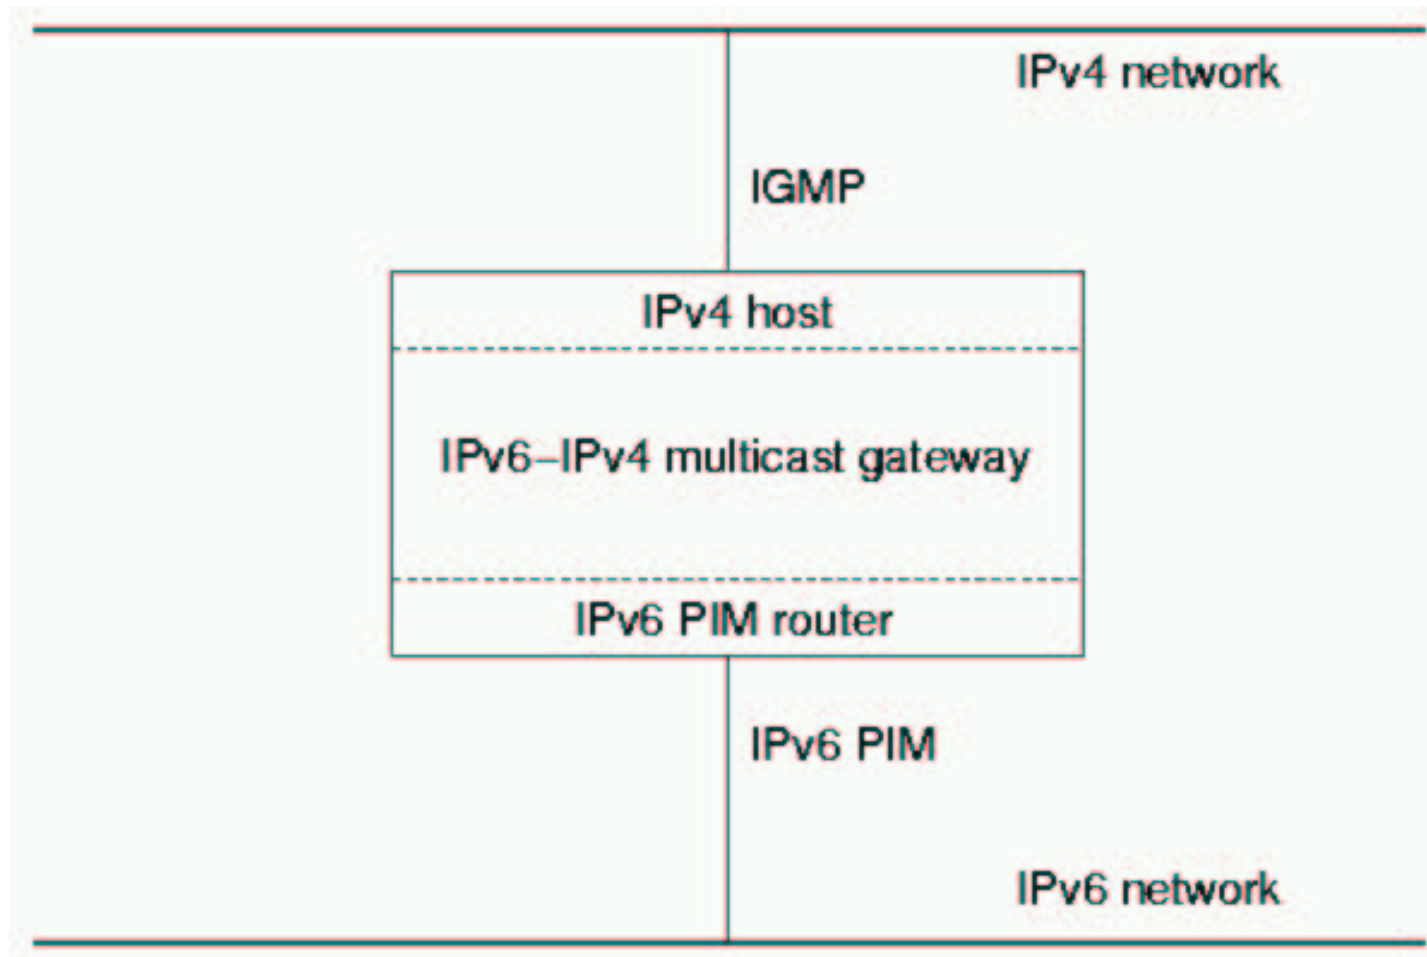 IPv4 network
IGMP
IPv4 host
IPv6–IPv4 multicast gateway
IPv6 PIM router
IPv6 PIM
IPv6 network